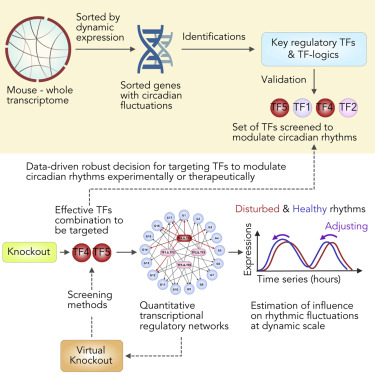 Sorted by
dynamic
expression
Identifications
Key regulatory TFs
& TF-logics
Mouse - whole
transcriptome
Sorted genes
with circadian
fluctuations
Validation
TF5 TF1 TF4 TF2
Set of TFs screened to
modulate circadian rhythms
Data-driven robust decision for targeting TFs to modulate
circadian rhythms experimentally or therapeutically
Effective TFs
combination to
be targeted
Disturbed & Healthy rhythms
Adjusting
Knockout
TF4 TF5
Expressions
Time series (hours)
Screening
methods
Quantitative
transcriptional
regulatory networks
Estimation of influence
on rhythmic fluctuations
at dynamic scale
Virtual
Knockout